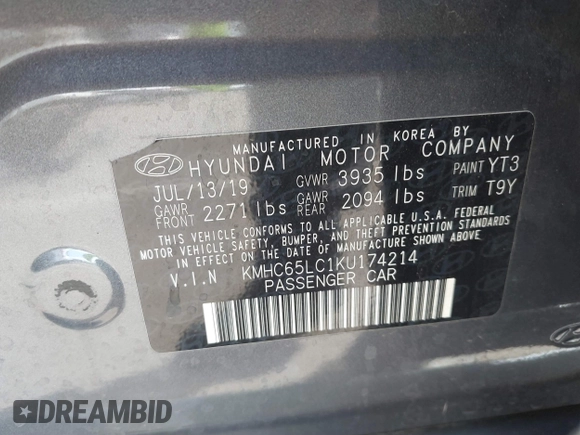 MANUFACTURED IN KOREA BY
HYUNDAI MOTOR COMPANY
JUL/13/19 GVWR 3935 lbs PAINT YT3
GAWR FRONT 2271 lbs GAWR REAR 2094 lbs TRIM T9Y
THIS VEHICLE CONFORMS TO ALL APPLICABLE U.S.A. FEDERAL
MOTOR VEHICLE SAFETY, BUMPER, AND THEFT PREVENTION STANDARDS
IN EFFECT ON THE DATE OF MANUFACTURE SHOWN ABOVE.
V.I.N KMHC65LC1KU174214
PASSENGER CAR
DREAMBID